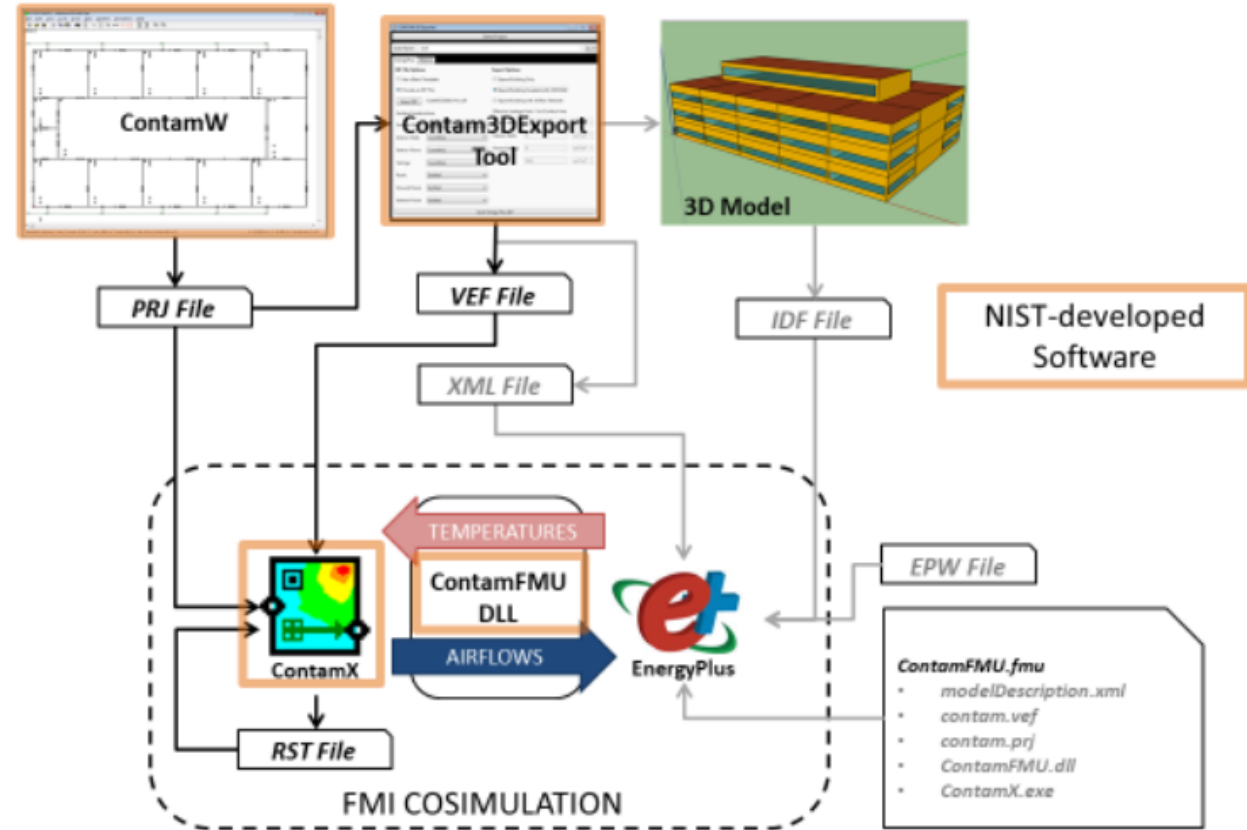 ContamW
Contam3DExport
Tool
3D Model
PRJ File
VEF File
IDF File
NIST-developed
Software
XML File
TEMPERATURES
ContamFMU
DLL
AIRFLOWS
ContamX
e+
EnergyPlus
EPW File
RST File
ContamFMU.fmu
▪ modelDescription.xml
▪ contam.vef
▪ contam.prj
▪ ContamFMU.dll
▪ ContamX.exe
FMI COSIMULATION